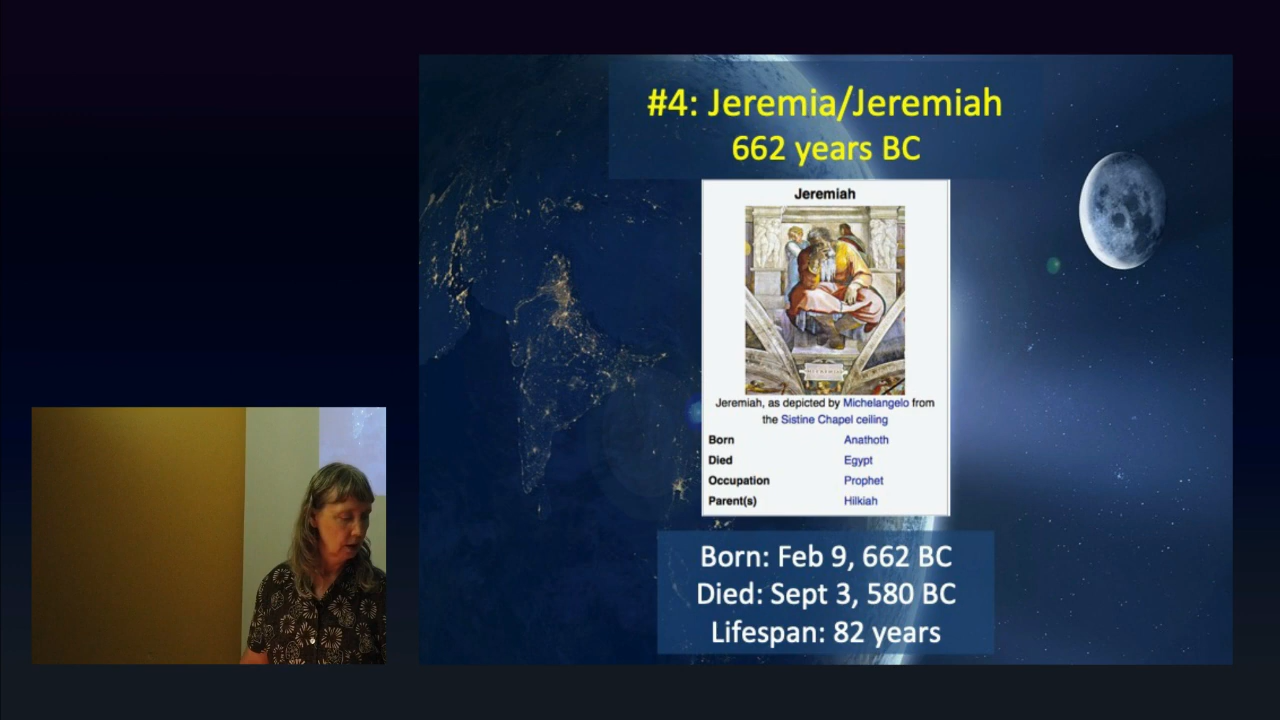 #4: Jeremia/Jeremiah
662 years BC
Jeremiah
Jeremiah, as depicted by Michelangelo from
the Sistine Chapel ceiling
Born Anathoth
Died Egypt
Occupation Prophet
Parent(s) Hilkiah
Born: Feb 9, 662 BC
Died: Sept 3, 580 BC
Lifespan: 82 years